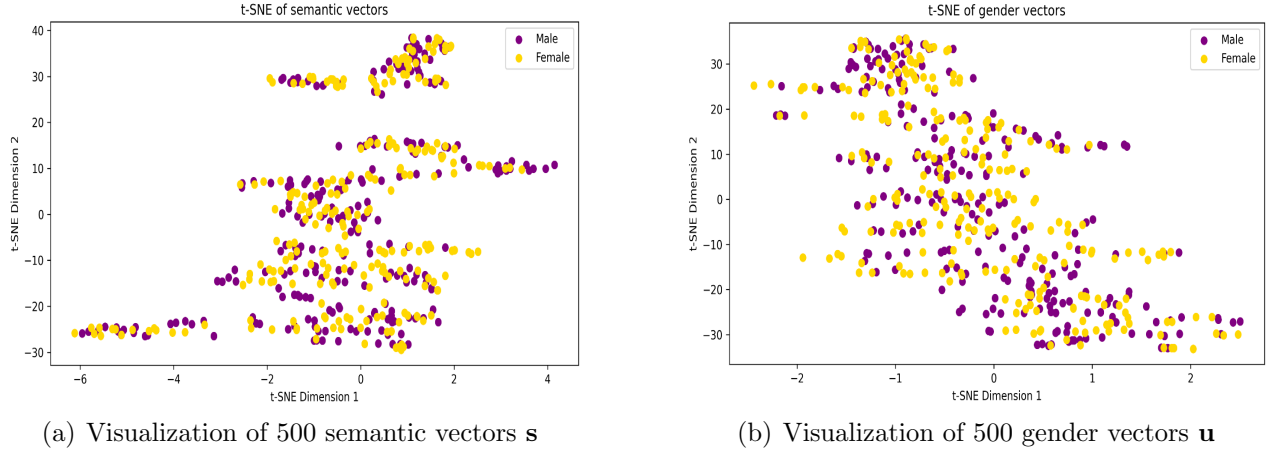 t-SNE of semantic vectors
Male
Female
40
30
20
10
0
−10
−20
−30
t-SNE Dimension 2
−6
−4
−2
0
2
4
t-SNE Dimension 1
(a) Visualization of 500 semantic vectors s
t-SNE of gender vectors
Male
Female
30
20
10
0
−10
−20
−30
t-SNE Dimension 2
−2
−1
0
1
2
t-SNE Dimension 1
(b) Visualization of 500 gender vectors u